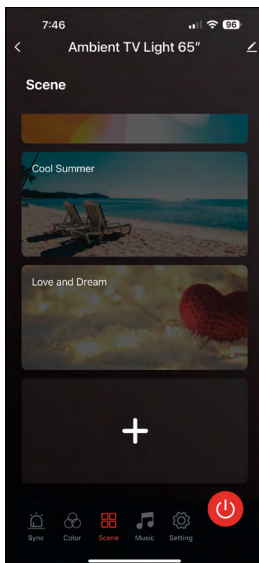 7:46
96
Ambient TV Light 65"
Scene
Cool Summer
Love and Dream
Sync Color Scene Music Setting